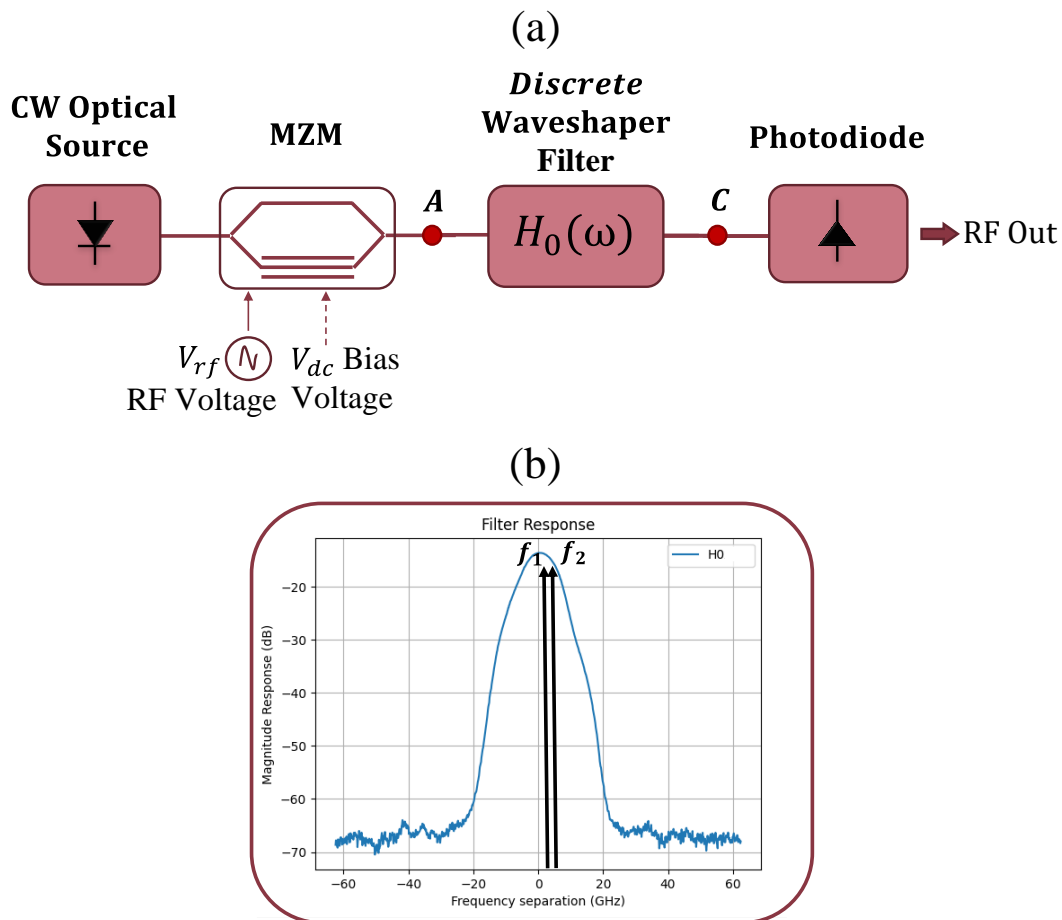 (a)
CW Optical
Source
MZM
Discrete
Waveshaper
Filter
Photodiode
A
C
H₀(ω)
RF Out
V_rf
RF Voltage
V_dc Bias
Voltage
(b)
Filter Response
f₁
f₂
H0
−20
−30
−40
−50
−60
−70
Magnitude Response (dB)
−60
−40
−20
0
20
40
60
Frequency separation (GHz)